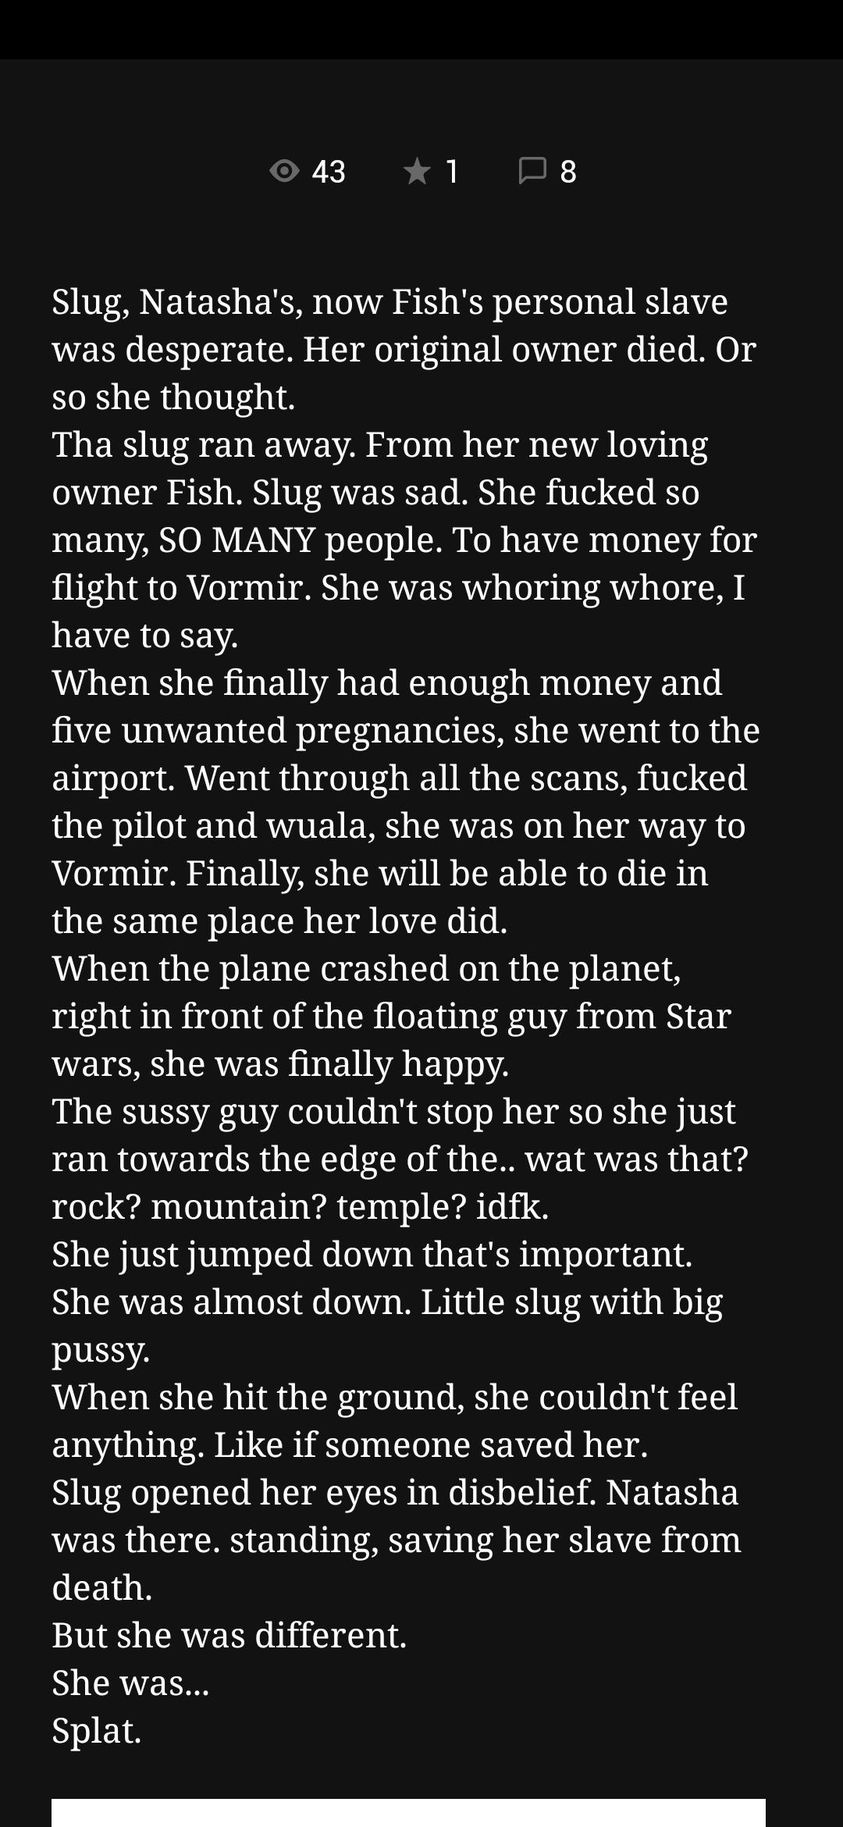 43 1 8
Slug, Natasha's, now Fish's personal slave
was desperate. Her original owner died. Or
so she thought.
Tha slug ran away. From her new loving
owner Fish. Slug was sad. She fucked so
many, SO MANY people. To have money for
flight to Vormir. She was whoring whore, I
have to say.
When she finally had enough money and
five unwanted pregnancies, she went to the
airport. Went through all the scans, fucked
the pilot and wuala, she was on her way to
Vormir. Finally, she will be able to die in
the same place her love did.
When the plane crashed on the planet,
right in front of the floating guy from Star
wars, she was finally happy.
The sussy guy couldn't stop her so she just
ran towards the edge of the.. wat was that?
rock? mountain? temple? idfk.
She just jumped down that's important.
She was almost down. Little slug with big
pussy.
When she hit the ground, she couldn't feel
anything. Like if someone saved her.
Slug opened her eyes in disbelief. Natasha
was there. standing, saving her slave from
death.
But she was different.
She was...
Splat.